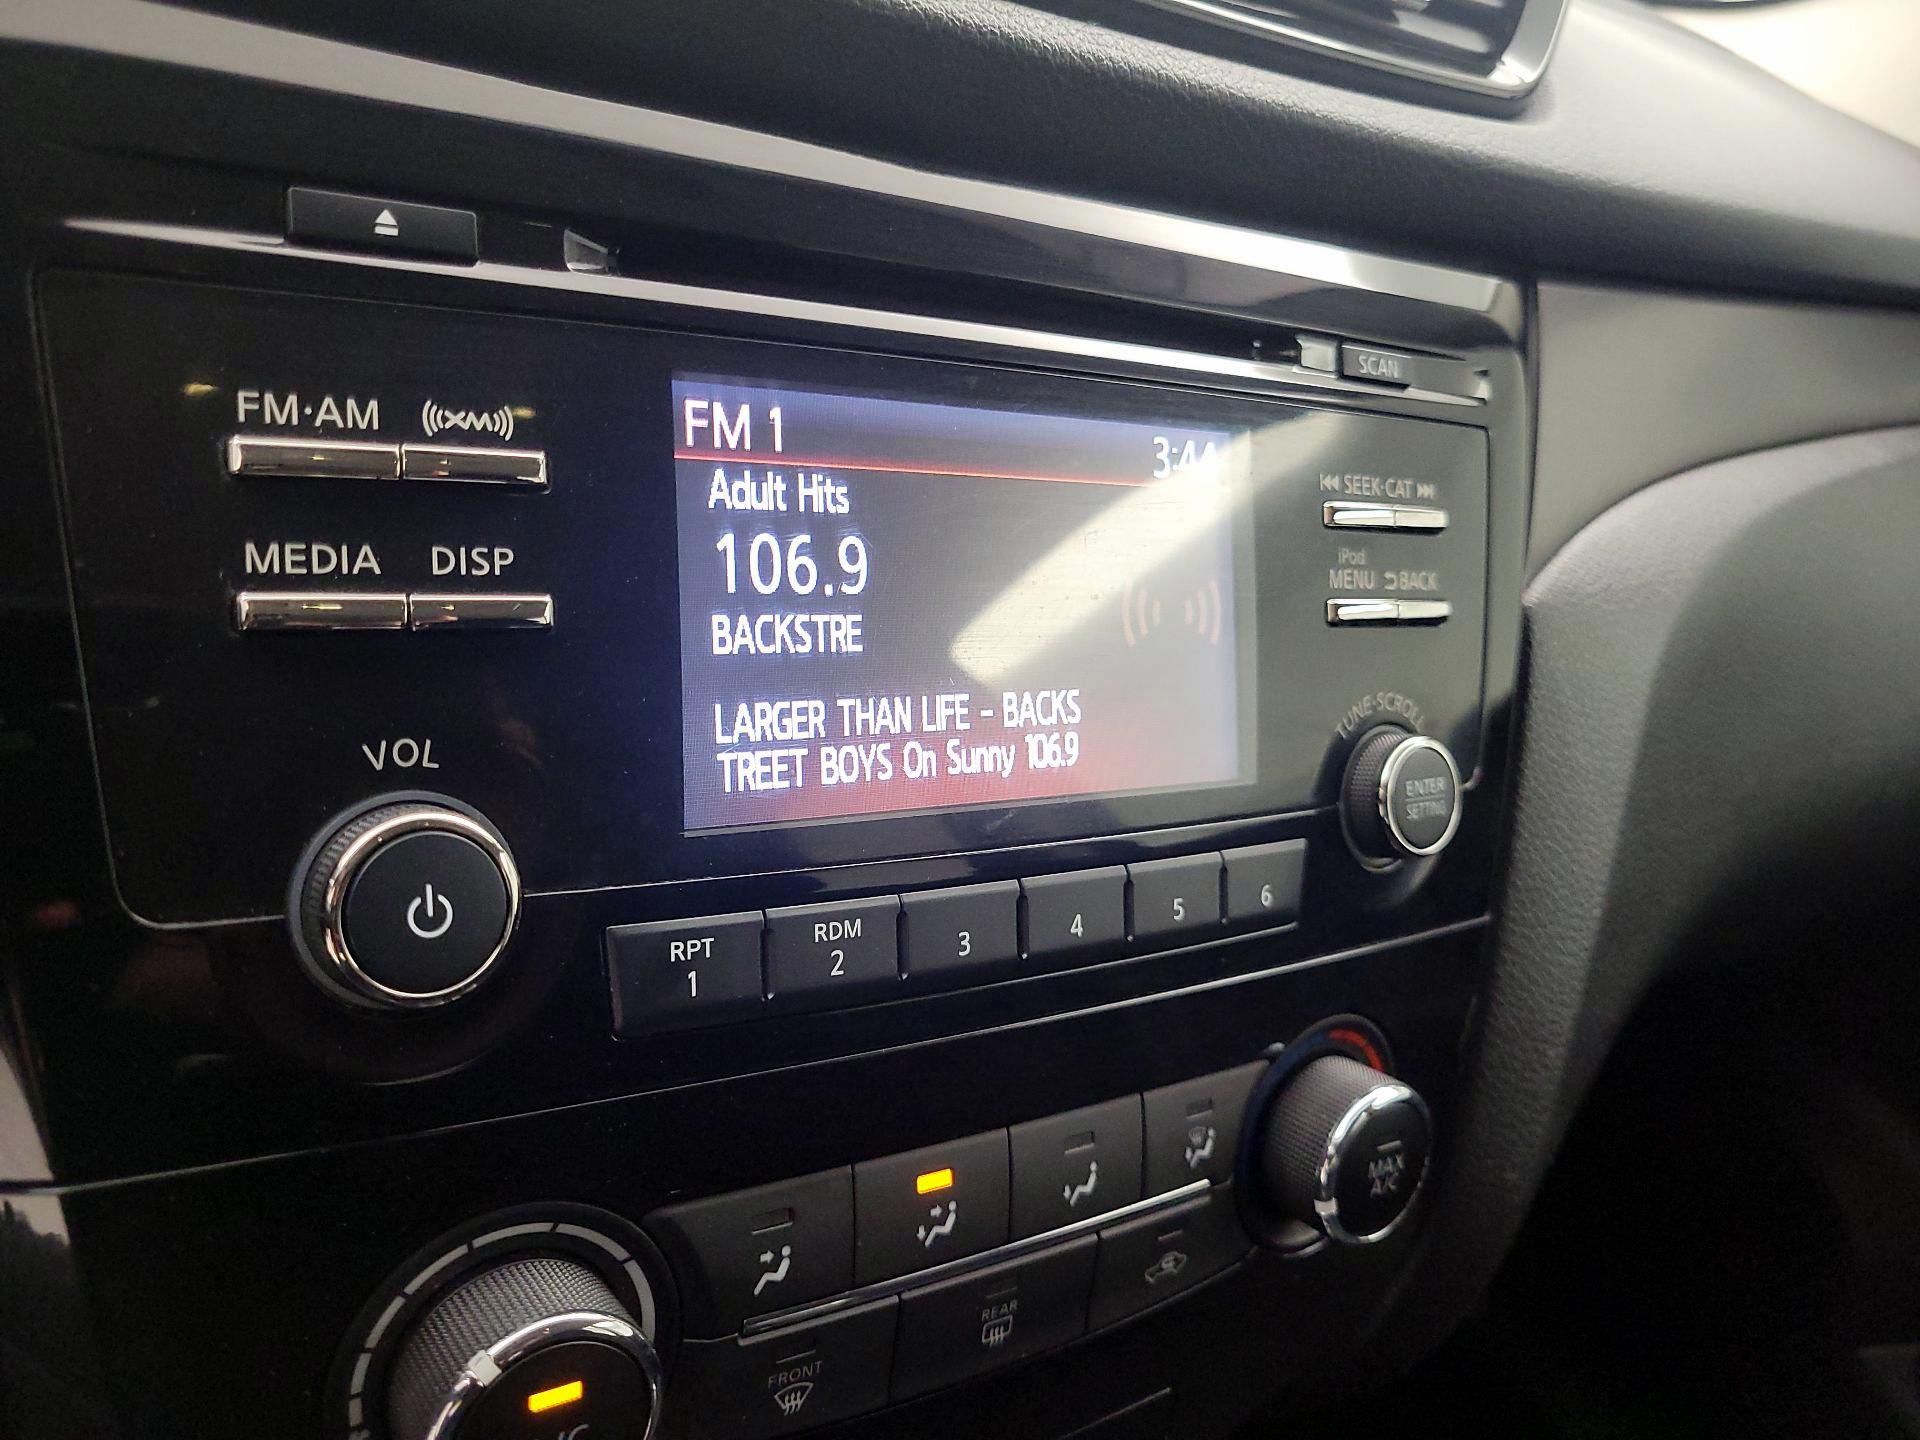 SCAN
FM·AM XM
FM 1 3:44
Adult Hits
SEEK·CAT
106.9
iPod
MEDIA DISP
MENU BACK
BACKSTRE
LARGER THAN LIFE - BACKS
TREET BOYS On Sunny 106.9
TUNE·SCROLL
VOL
ENTER
SETTING
RPT
1
RDM
2
3
4
5
6
MAX
A/C
REAR
FRONT
A/C